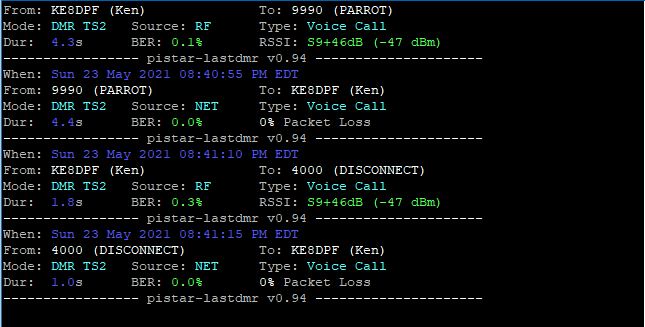 From: KE8DPF (Ken) To: 9990 (PARROT)
Mode: DMR TS2 Source: RF Type: Voice Call
Dur: 4.3s BER: 0.1% RSSI: S9+46dB (-47 dBm)
----------------- pistar-lastdmr v0.94 ---------------------
When: Sun 23 May 2021 08:40:55 PM EDT
From: 9990 (PARROT) To: KE8DPF (Ken)
Mode: DMR TS2 Source: NET Type: Voice Call
Dur: 4.4s BER: 0.0% 0% Packet Loss
----------------- pistar-lastdmr v0.94 ---------------------
When: Sun 23 May 2021 08:41:10 PM EDT
From: KE8DPF (Ken) To: 4000 (DISCONNECT)
Mode: DMR TS2 Source: RF Type: Voice Call
Dur: 1.8s BER: 0.3% RSSI: S9+46dB (-47 dBm)
----------------- pistar-lastdmr v0.94 ---------------------
When: Sun 23 May 2021 08:41:15 PM EDT
From: 4000 (DISCONNECT) To: KE8DPF (Ken)
Mode: DMR TS2 Source: NET Type: Voice Call
Dur: 1.0s BER: 0.0% 0% Packet Loss
----------------- pistar-lastdmr v0.94 ---------------------